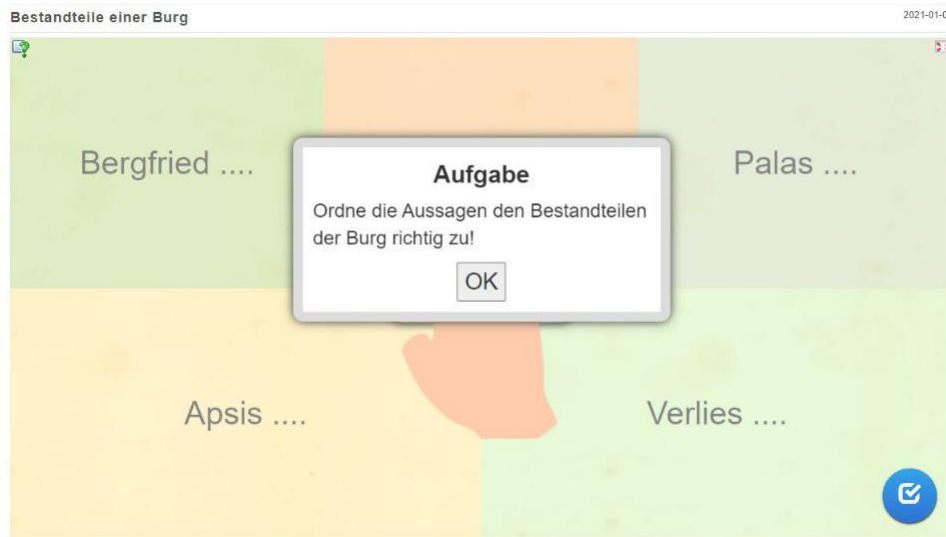 Bestandteile einer Burg
2021-01-0
Bergfried ....
Palas ....
Aufgabe
Ordne die Aussagen den Bestandteilen
der Burg richtig zu!
OK
Apsis ....
Verlies ....